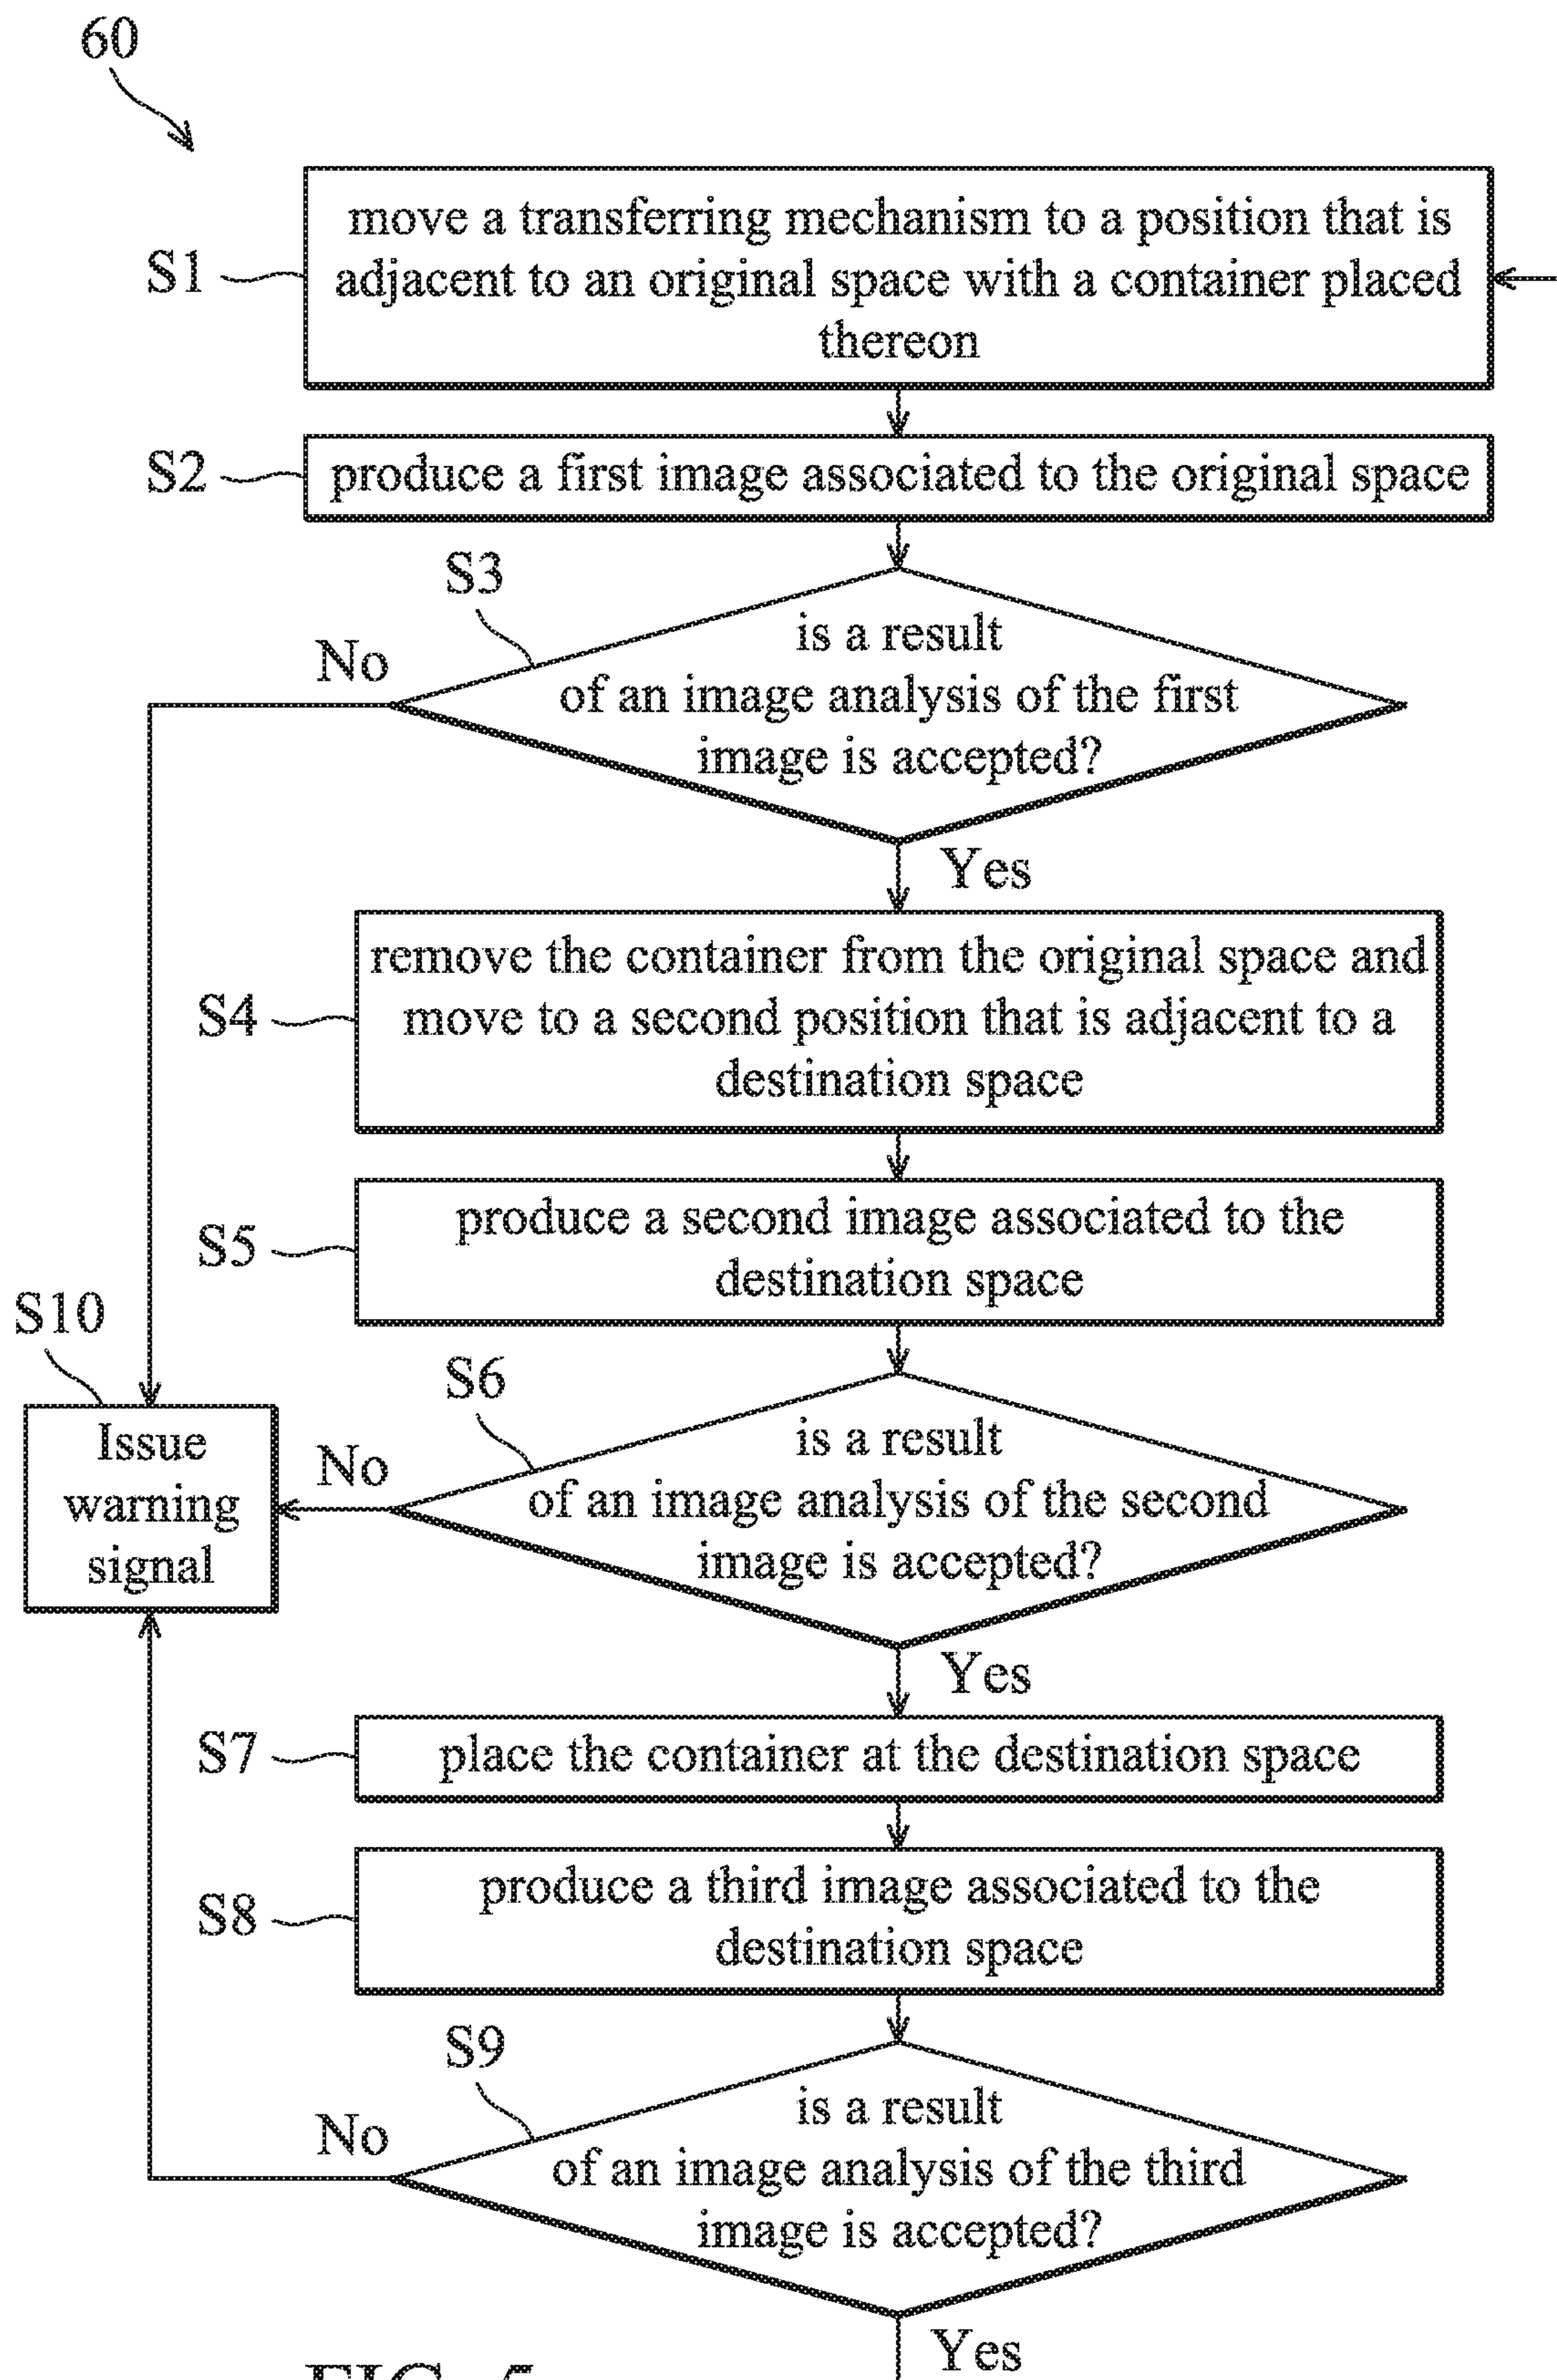 60
S1
move a transferring mechanism to a position that is
adjacent to an original space with a container placed
thereon
S2
produce a first image associated to the original space
S3
No
is a result
of an image analysis of the first
image is accepted?
Yes
S4
remove the container from the original space and
move to a second position that is adjacent to a
destination space
S5
produce a second image associated to the
destination space
S10
Issue
warning
signal
S6
No
is a result
of an image analysis of the second
image is accepted?
Yes
S7
place the container at the destination space
S8
produce a third image associated to the
destination space
S9
No
is a result
of an image analysis of the third
image is accepted?
Yes
FIG. 5